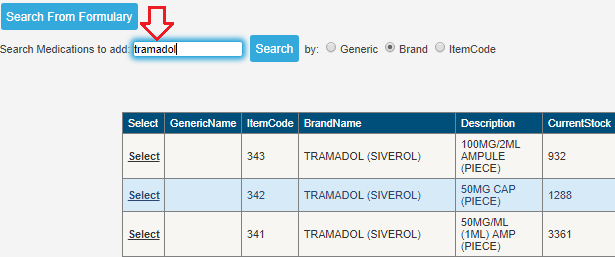 Search From Formulary
Search Medications to add: tramadol Search by: Generic Brand ItemCode
Select GenericName ItemCode BrandName Description CurrentStock
Select 343 TRAMADOL (SIVEROL) 100MG/2ML AMPULE (PIECE) 932
Select 342 TRAMADOL (SIVEROL) 50MG CAP (PIECE) 1288
Select 341 TRAMADOL (SIVEROL) 50MG/ML (1ML) AMP (PIECE) 3361